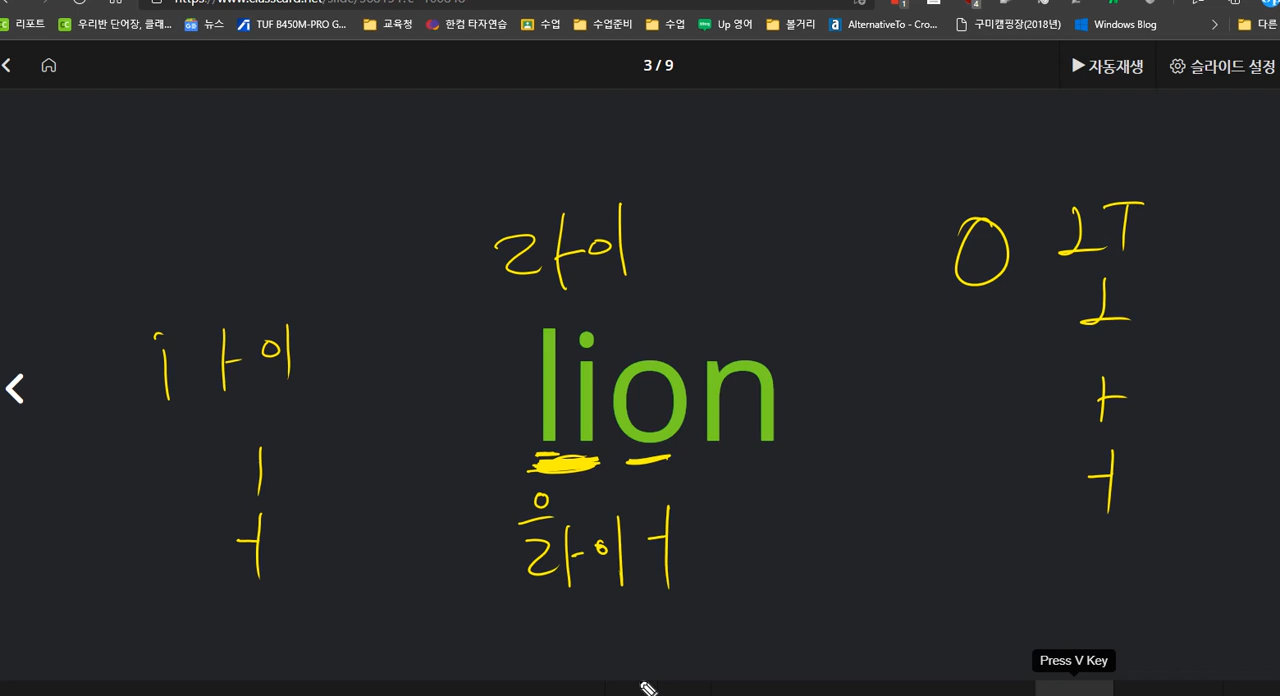 리포트 우리반 단어장, 클래... 뉴스 TUF B450M-PRO G... 교육청 한컴 타자연습 수업 수업준비 수업 Up 영어 볼거리 AlternativeTo - Cro... 구미캠핑장(2018년) Windows Blog 다른
3 / 9
자동재생
슬라이드 설정
라이
O ㅗㅜ
ㅗ
i ㅏ이
lion
ㅏ
ㅣ
ㅓ
ㅓ
라이ㅓ
Press V Key